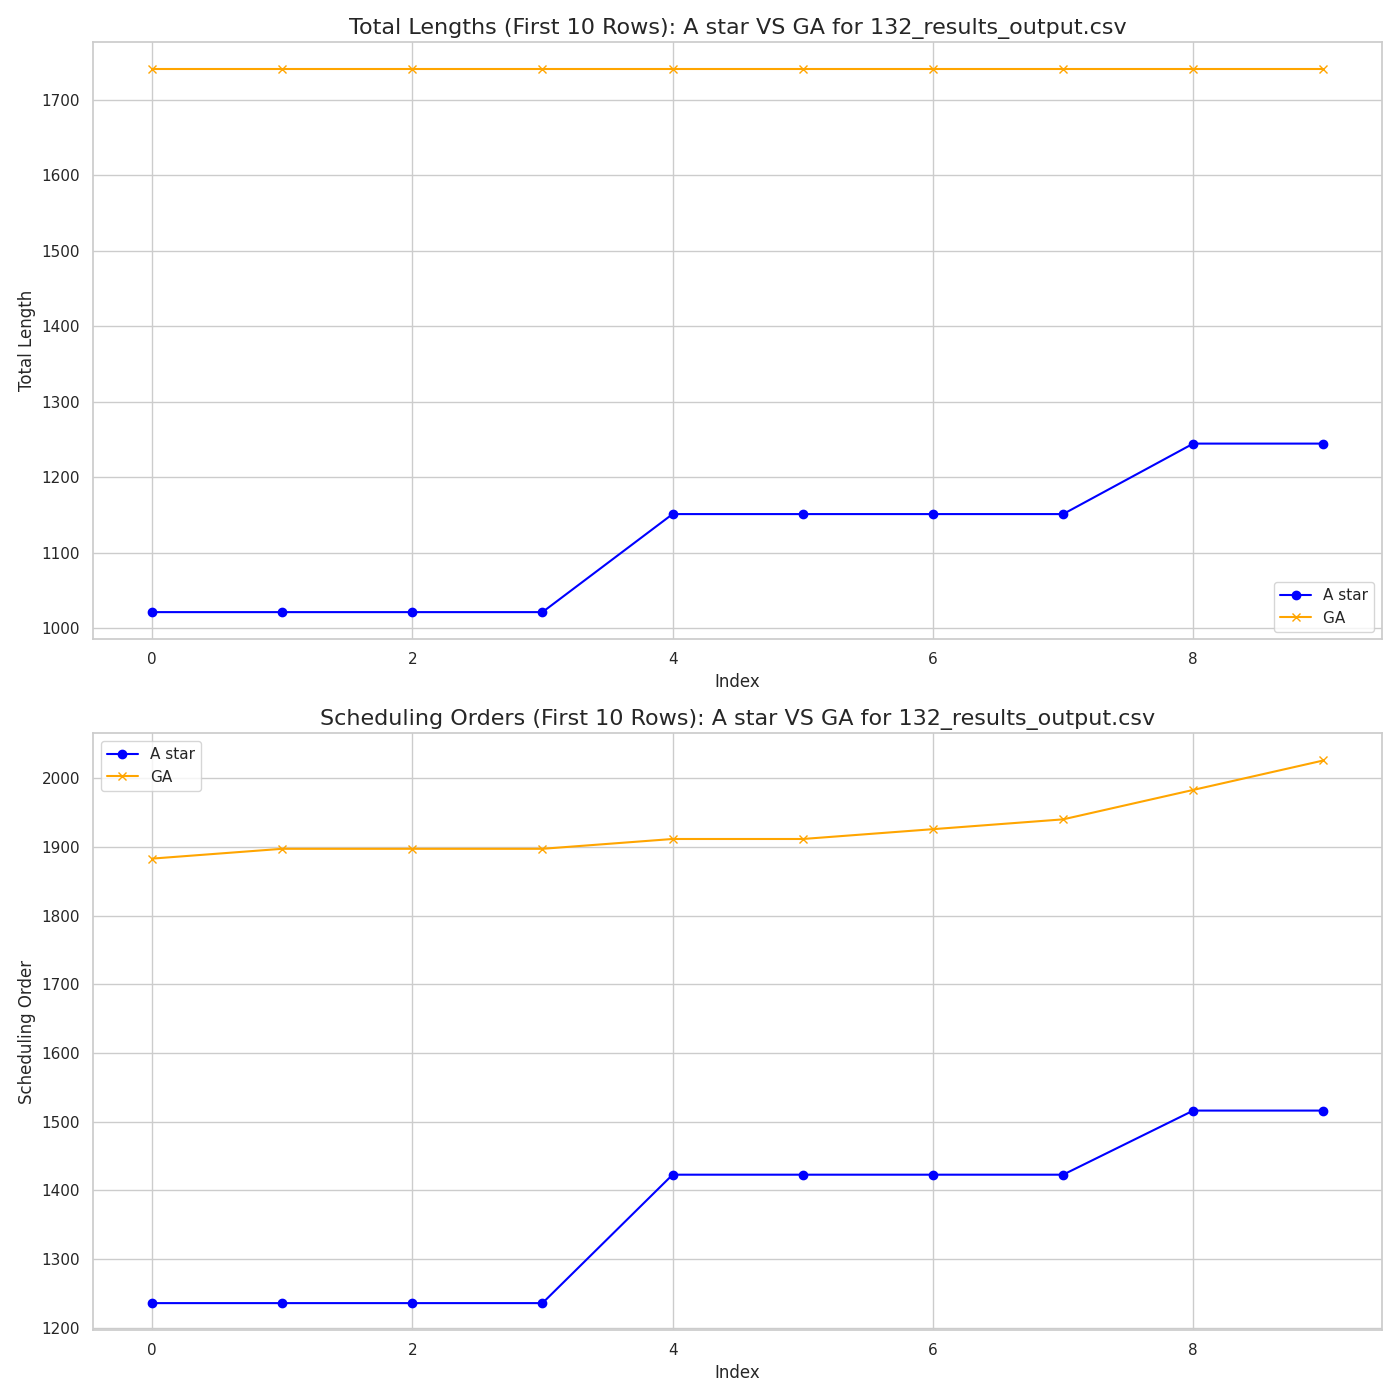 Total Lengths (First 10 Rows): A star VS GA for 132_results_output.csv
1700
1600
1500
1400
1300
1200
1100
1000
Total Length
A star
GA
0 2 4 6 8
Index
Scheduling Orders (First 10 Rows): A star VS GA for 132_results_output.csv
A star
GA
2000
1900
1800
1700
1600
1500
1400
1300
1200
Scheduling Order
0 2 4 6 8
Index